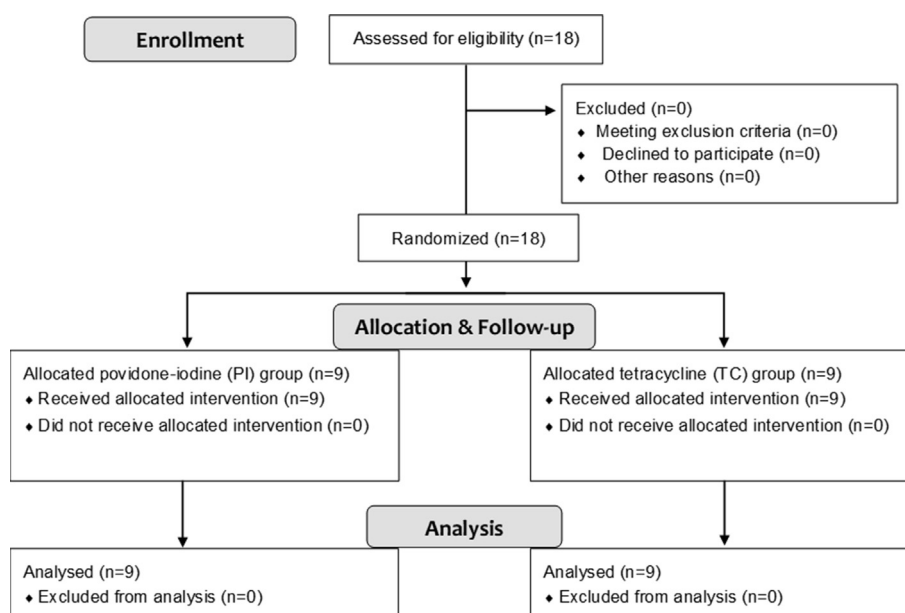 Enrollment
Assessed for eligibility (n=18)
Excluded (n=0)
♦ Meeting exclusion criteria (n=0)
♦ Declined to participate (n=0)
♦ Other reasons (n=0)
Randomized (n=18)
Allocation & Follow-up
Allocated povidone-iodine (PI) group (n=9)
♦ Received allocated intervention (n=9)
♦ Did not receive allocated intervention (n=0)
Allocated tetracycline (TC) group (n=9)
♦ Received allocated intervention (n=9)
♦ Did not receive allocated intervention (n=0)
Analysis
Analysed (n=9)
♦ Excluded from analysis (n=0)
Analysed (n=9)
♦ Excluded from analysis (n=0)